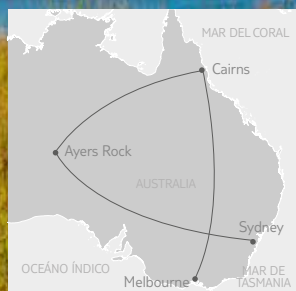 MAR DEL CORAL
Cairns
Ayers Rock
AUSTRALIA
Sydney
OCEÁNO ÍNDICO
Melbourne
MAR DE
TASMANIA